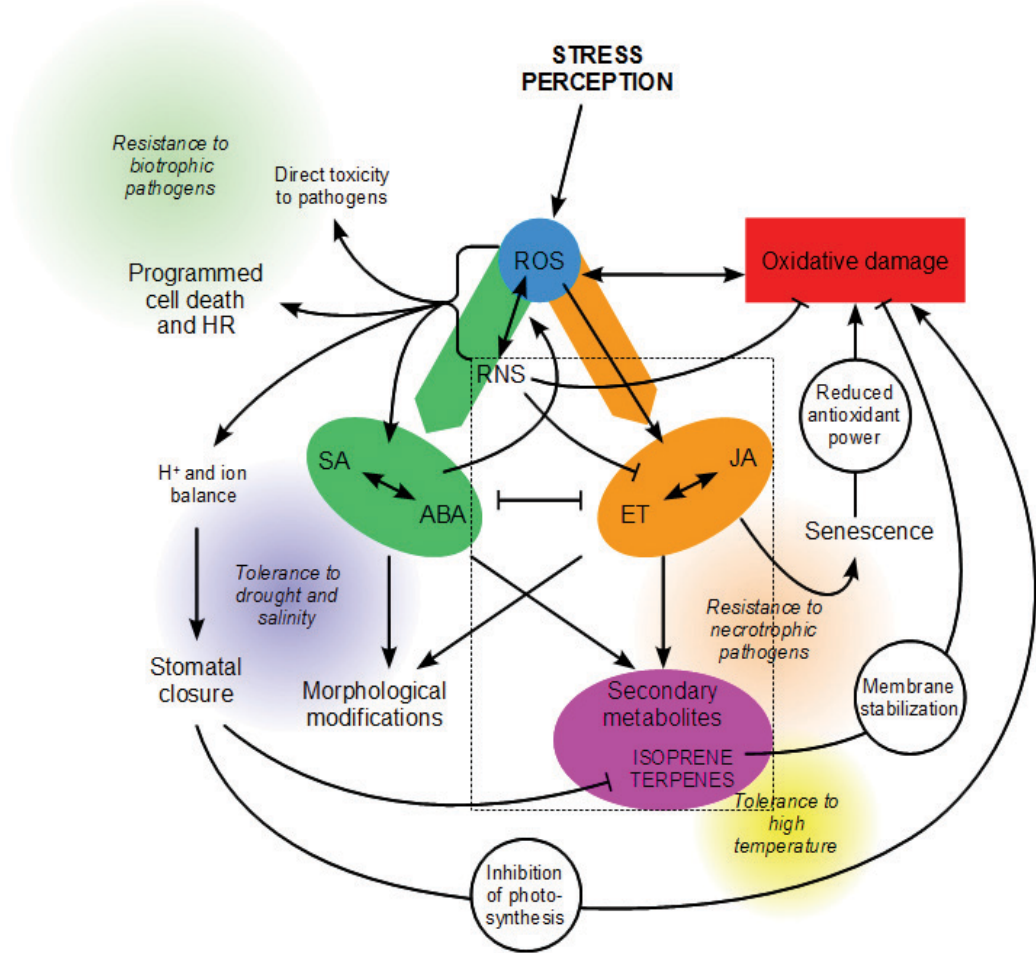 STRESS
PERCEPTION
Resistance to
biotrophic
pathogens
Direct toxicity
to pathogens
Programmed
cell death
and HR
ROS
Oxidative damage
RNS
Reduced
antioxidant
power
H⁺ and ion
balance
SA
ABA
JA
ET
Senescence
Tolerance to
drought and
salinity
Resistance to
necrotrophic
pathogens
Stomatal
closure
Morphological
modifications
Secondary
metabolites
ISOPRENE
TERPENES
Membrane
stabilization
Tolerance to
high
temperature
Inhibition
of photo-
synthesis